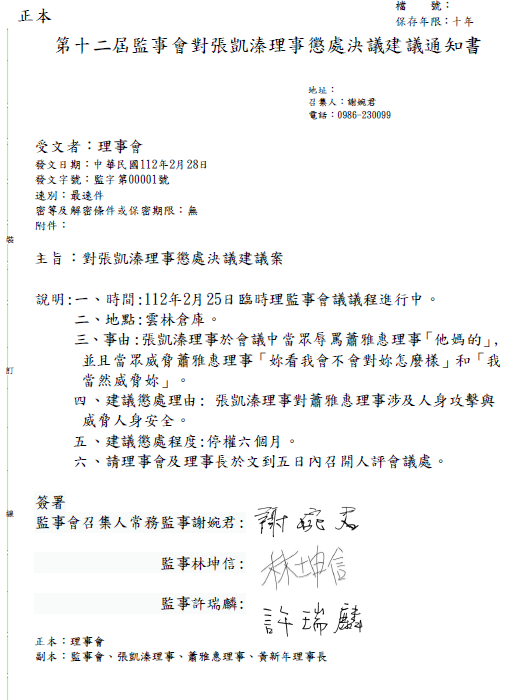 正本
檔　　號：
保存年限：十年
第十二屆監事會對張凱溱理事懲處決議建議通知書
地址：
召集人：謝婉君
電話：0986-230099
受文者：理事會
發文日期：中華民國112年2月28日
發文字號：監字第00001號
速別：最速件
密等及解密條件或保密期限：無
附件：
主旨：對張凱溱理事懲處決議建議案
說明:一、時間:112年2月25日臨時理監事會議議程進行中。
二、地點:雲林倉庫。
三、事由:張凱溱理事於會議中當眾辱罵蕭雅惠理事「他媽的」,
並且當眾威脅蕭雅惠理事「妳看我會不會對妳怎麼樣」和「我
當然威脅妳」。
四、建議懲處理由: 張凱溱理事對蕭雅惠理事涉及人身攻擊與
威脅人身安全。
五、建議懲處程度:停權六個月。
六、請理事會及理事長於文到五日內召開人評會議處。
簽署
監事會召集人常務監事謝婉君: 謝婉君
監事林坤信: 林坤信
監事許瑞麟: 許瑞麟
正本：理事會
副本：監事會、張凱溱理事、蕭雅惠理事、黃新年理事長
裝
訂
線